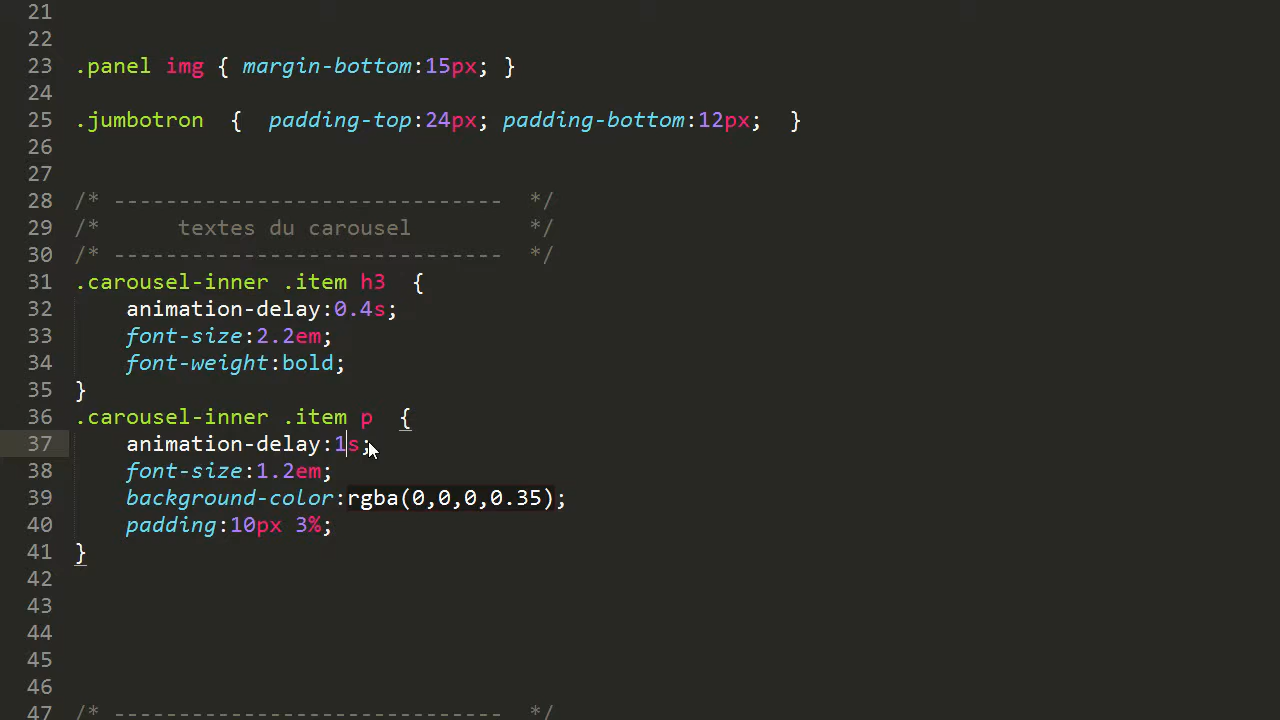 21
22
23 .panel img { margin-bottom:15px; }
24
25 .jumbotron  {  padding-top:24px; padding-bottom:12px;  }
26
27
28 /* ------------------------------  */
29 /*      textes du carousel         */
30 /* ------------------------------  */
31 .carousel-inner .item h3  {
32     animation-delay:0.4s;
33     font-size:2.2em;
34     font-weight:bold;
35 }
36 .carousel-inner .item p  {
37     animation-delay:1s;
38     font-size:1.2em;
39     background-color:rgba(0,0,0,0.35);
40     padding:10px 3%;
41 }
42
43
44
45
46
47 /* ------------------------------  */